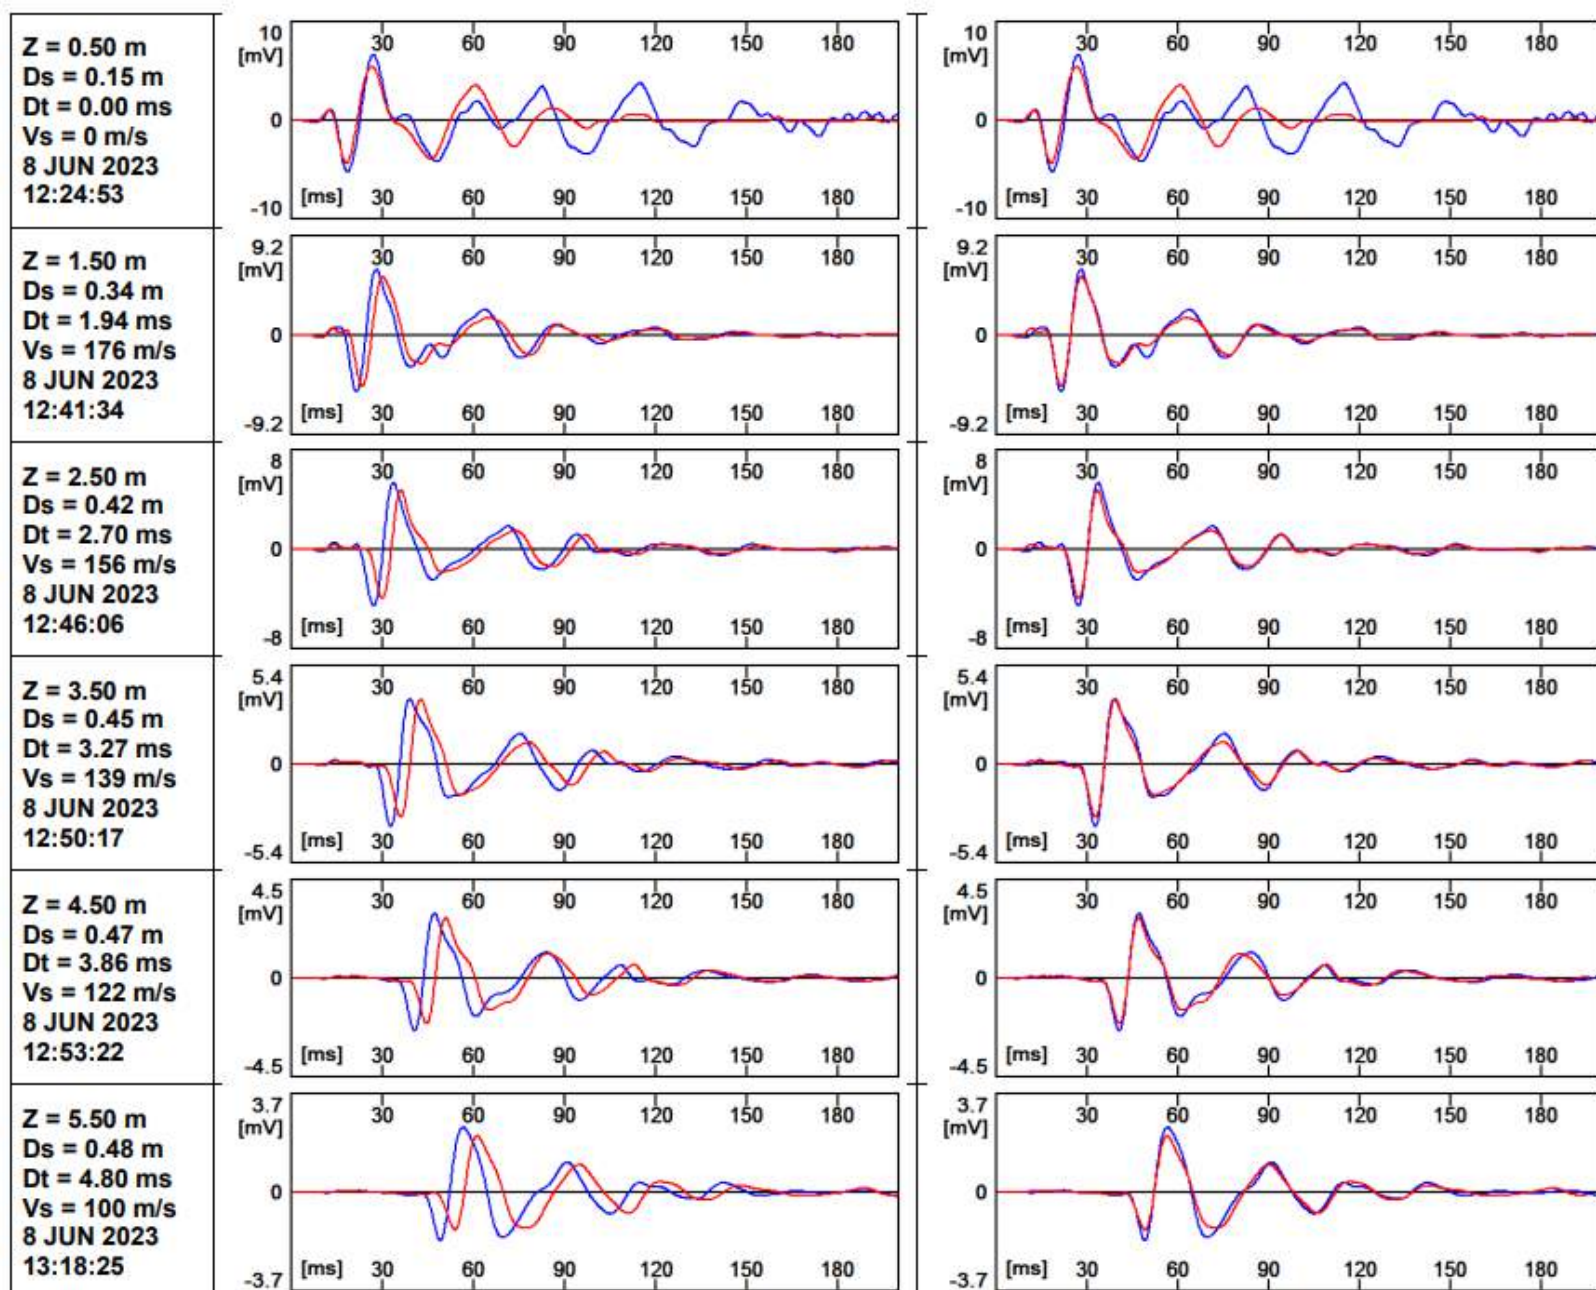 Z = 0.50 m
Ds = 0.15 m
Dt = 0.00 ms
Vs = 0 m/s
8 JUN 2023
12:24:53
10
[mV]
0
-10
30 60 90 120 150 180
[ms] 30 60 90 120 150 180
10
[mV]
0
-10
30 60 90 120 150 180
[ms] 30 60 90 120 150 180
Z = 1.50 m
Ds = 0.34 m
Dt = 1.94 ms
Vs = 176 m/s
8 JUN 2023
12:41:34
9.2
[mV]
0
-9.2
30 60 90 120 150 180
[ms] 30 60 90 120 150 180
9.2
[mV]
0
-9.2
30 60 90 120 150 180
[ms] 30 60 90 120 150 180
Z = 2.50 m
Ds = 0.42 m
Dt = 2.70 ms
Vs = 156 m/s
8 JUN 2023
12:46:06
8
[mV]
0
-8
30 60 90 120 150 180
[ms] 30 60 90 120 150 180
8
[mV]
0
-8
30 60 90 120 150 180
[ms] 30 60 90 120 150 180
Z = 3.50 m
Ds = 0.45 m
Dt = 3.27 ms
Vs = 139 m/s
8 JUN 2023
12:50:17
5.4
[mV]
0
-5.4
30 60 90 120 150 180
[ms] 30 60 90 120 150 180
5.4
[mV]
0
-5.4
30 60 90 120 150 180
[ms] 30 60 90 120 150 180
Z = 4.50 m
Ds = 0.47 m
Dt = 3.86 ms
Vs = 122 m/s
8 JUN 2023
12:53:22
4.5
[mV]
0
-4.5
30 60 90 120 150 180
[ms] 30 60 90 120 150 180
4.5
[mV]
0
-4.5
30 60 90 120 150 180
[ms] 30 60 90 120 150 180
Z = 5.50 m
Ds = 0.48 m
Dt = 4.80 ms
Vs = 100 m/s
8 JUN 2023
13:18:25
3.7
[mV]
0
-3.7
30 60 90 120 150 180
[ms] 30 60 90 120 150 180
3.7
[mV]
0
-3.7
30 60 90 120 150 180
[ms] 30 60 90 120 150 180